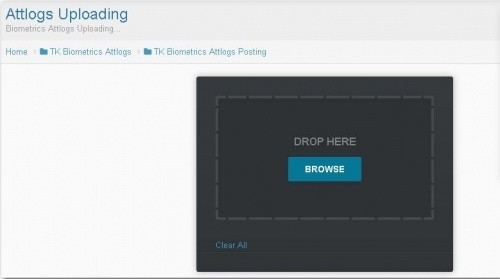 Attlogs Uploading
Biometrics Attlogs Uploading...
Home > TK Biometrics Attlogs > TK Biometrics Attlogs Posting
DROP HERE
BROWSE
Clear All